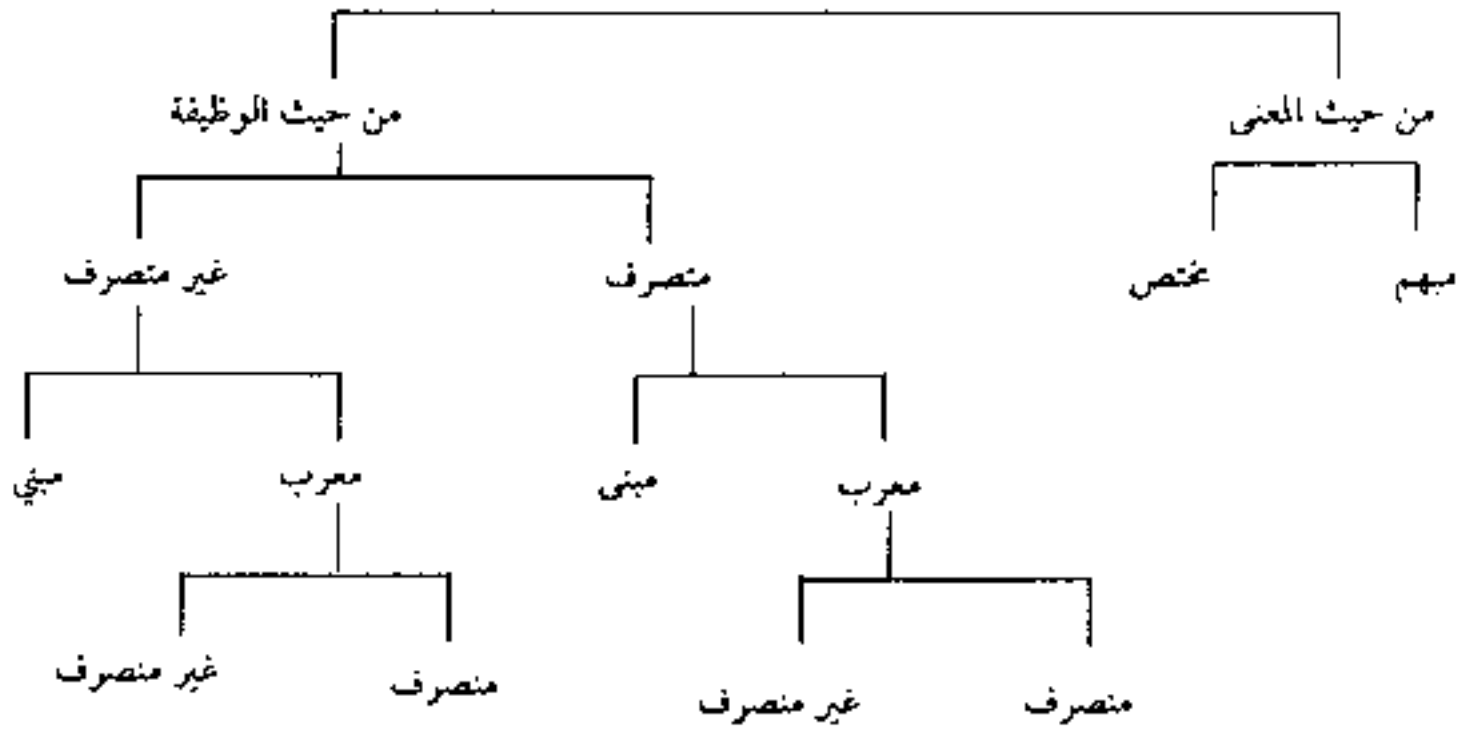 من حيث المعنى
من حيث الوظيفة
مبهم
مختص
متصرف
غير متصرف
معرب
مبنى
معرب
مبني
منصرف
غير منصرف
منصرف
غير منصرف